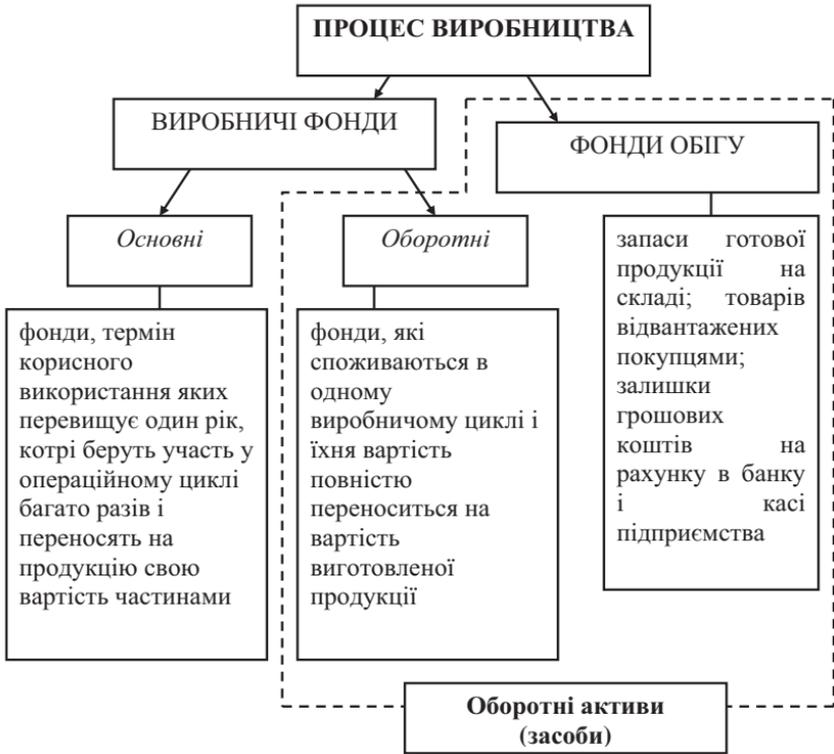 ПРОЦЕС ВИРОБНИЦТВА
ВИРОБНИЧІ ФОНДИ
ФОНДИ ОБІГУ
Основні
Оборотні
фонди, термін
корисного
використання яких
перевищує один рік,
котрі беруть участь у
операційному циклі
багато разів і
переносять на
продукцію свою
вартість частинами
фонди, які
споживаються в
одному
виробничому циклі і
їхня вартість
повністю
переноситься на
вартість
виготовленої
продукції
запаси готової
продукції на
складі; товарів
відвантажених
покупцями;
залишки
грошових
коштів на
рахунку в банку
і касі
підприємства
Оборотні активи
(засоби)